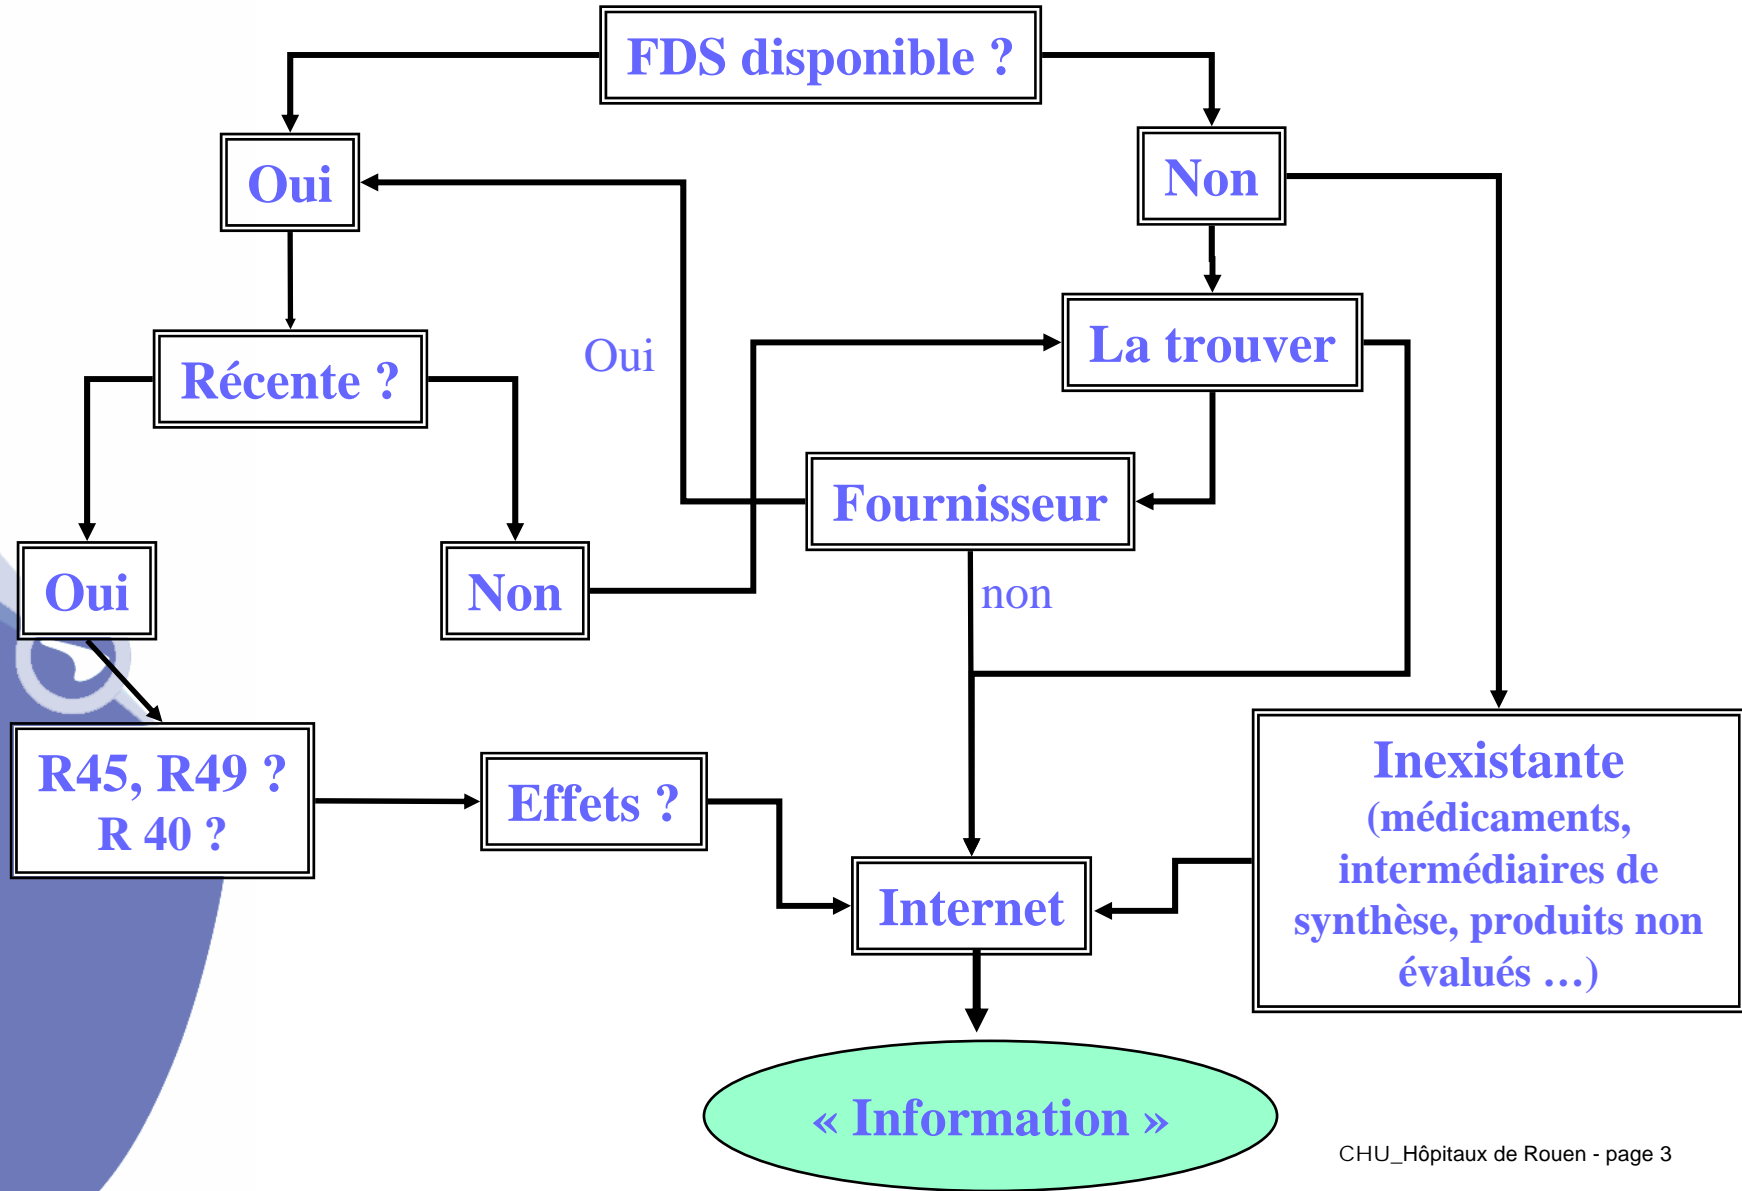 FDS disponible ?
Oui
Non
La trouver
Récente ?
Oui
Fournisseur
Oui
Non
non
R45, R49 ?
R 40 ?
Effets ?
Inexistante
(médicaments,
intermédiaires de
synthèse, produits non
évalués …)
Internet
« Information »
CHU_Hôpitaux de Rouen - page 3